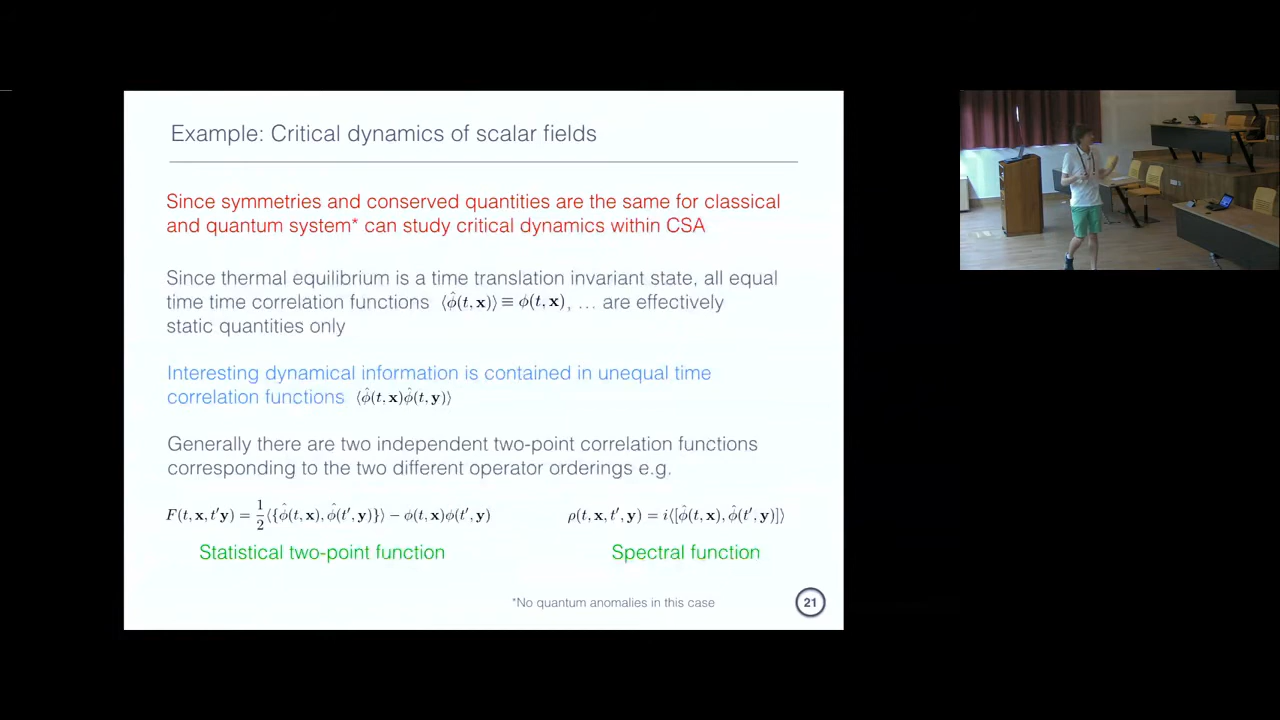 Example: Critical dynamics of scalar fields
Since symmetries and conserved quantities are the same for classical
and quantum system* can study critical dynamics within CSA
Since thermal equilibrium is a time translation invariant state, all equal
time time correlation functions ⟨ϕ̂(t, x)⟩ ≡ ϕ(t, x), … are effectively
static quantities only
Interesting dynamical information is contained in unequal time
correlation functions ⟨ϕ̂(t, x)ϕ̂(t, y)⟩
Generally there are two independent two-point correlation functions
corresponding to the two different operator orderings e.g.
F(t, x, t′y) = 1/2 ⟨{ϕ̂(t, x), ϕ̂(t′, y)}⟩ − ϕ(t, x)ϕ(t′, y) ρ(t, x, t′, y) = i⟨[ϕ̂(t, x), ϕ̂(t′, y)]⟩
Statistical two-point function Spectral function
*No quantum anomalies in this case 21